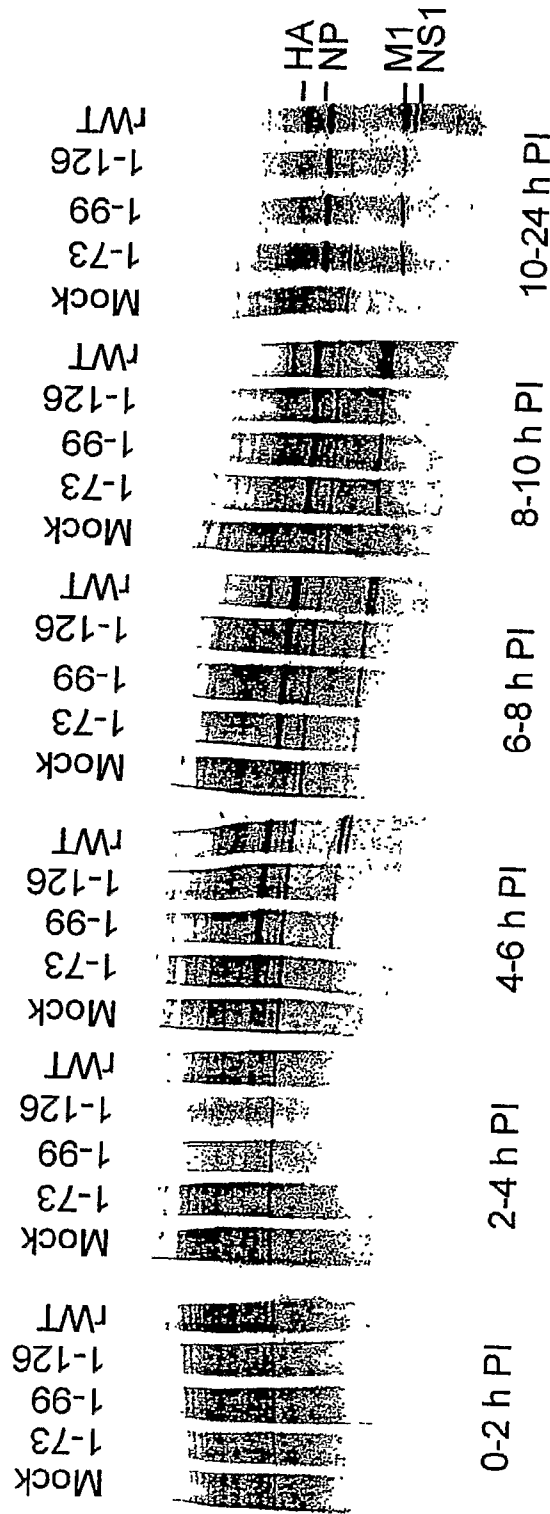 Mock
1-73
1-99
1-126
rWT
0-2 h PI
Mock
1-73
1-99
1-126
rWT
2-4 h PI
Mock
1-73
1-99
1-126
rWT
4-6 h PI
Mock
1-73
1-99
1-126
rWT
6-8 h PI
Mock
1-73
1-99
1-126
rWT
8-10 h PI
Mock
1-73
1-99
1-126
rWT
10-24 h PI
HA
NP
M1
NS1